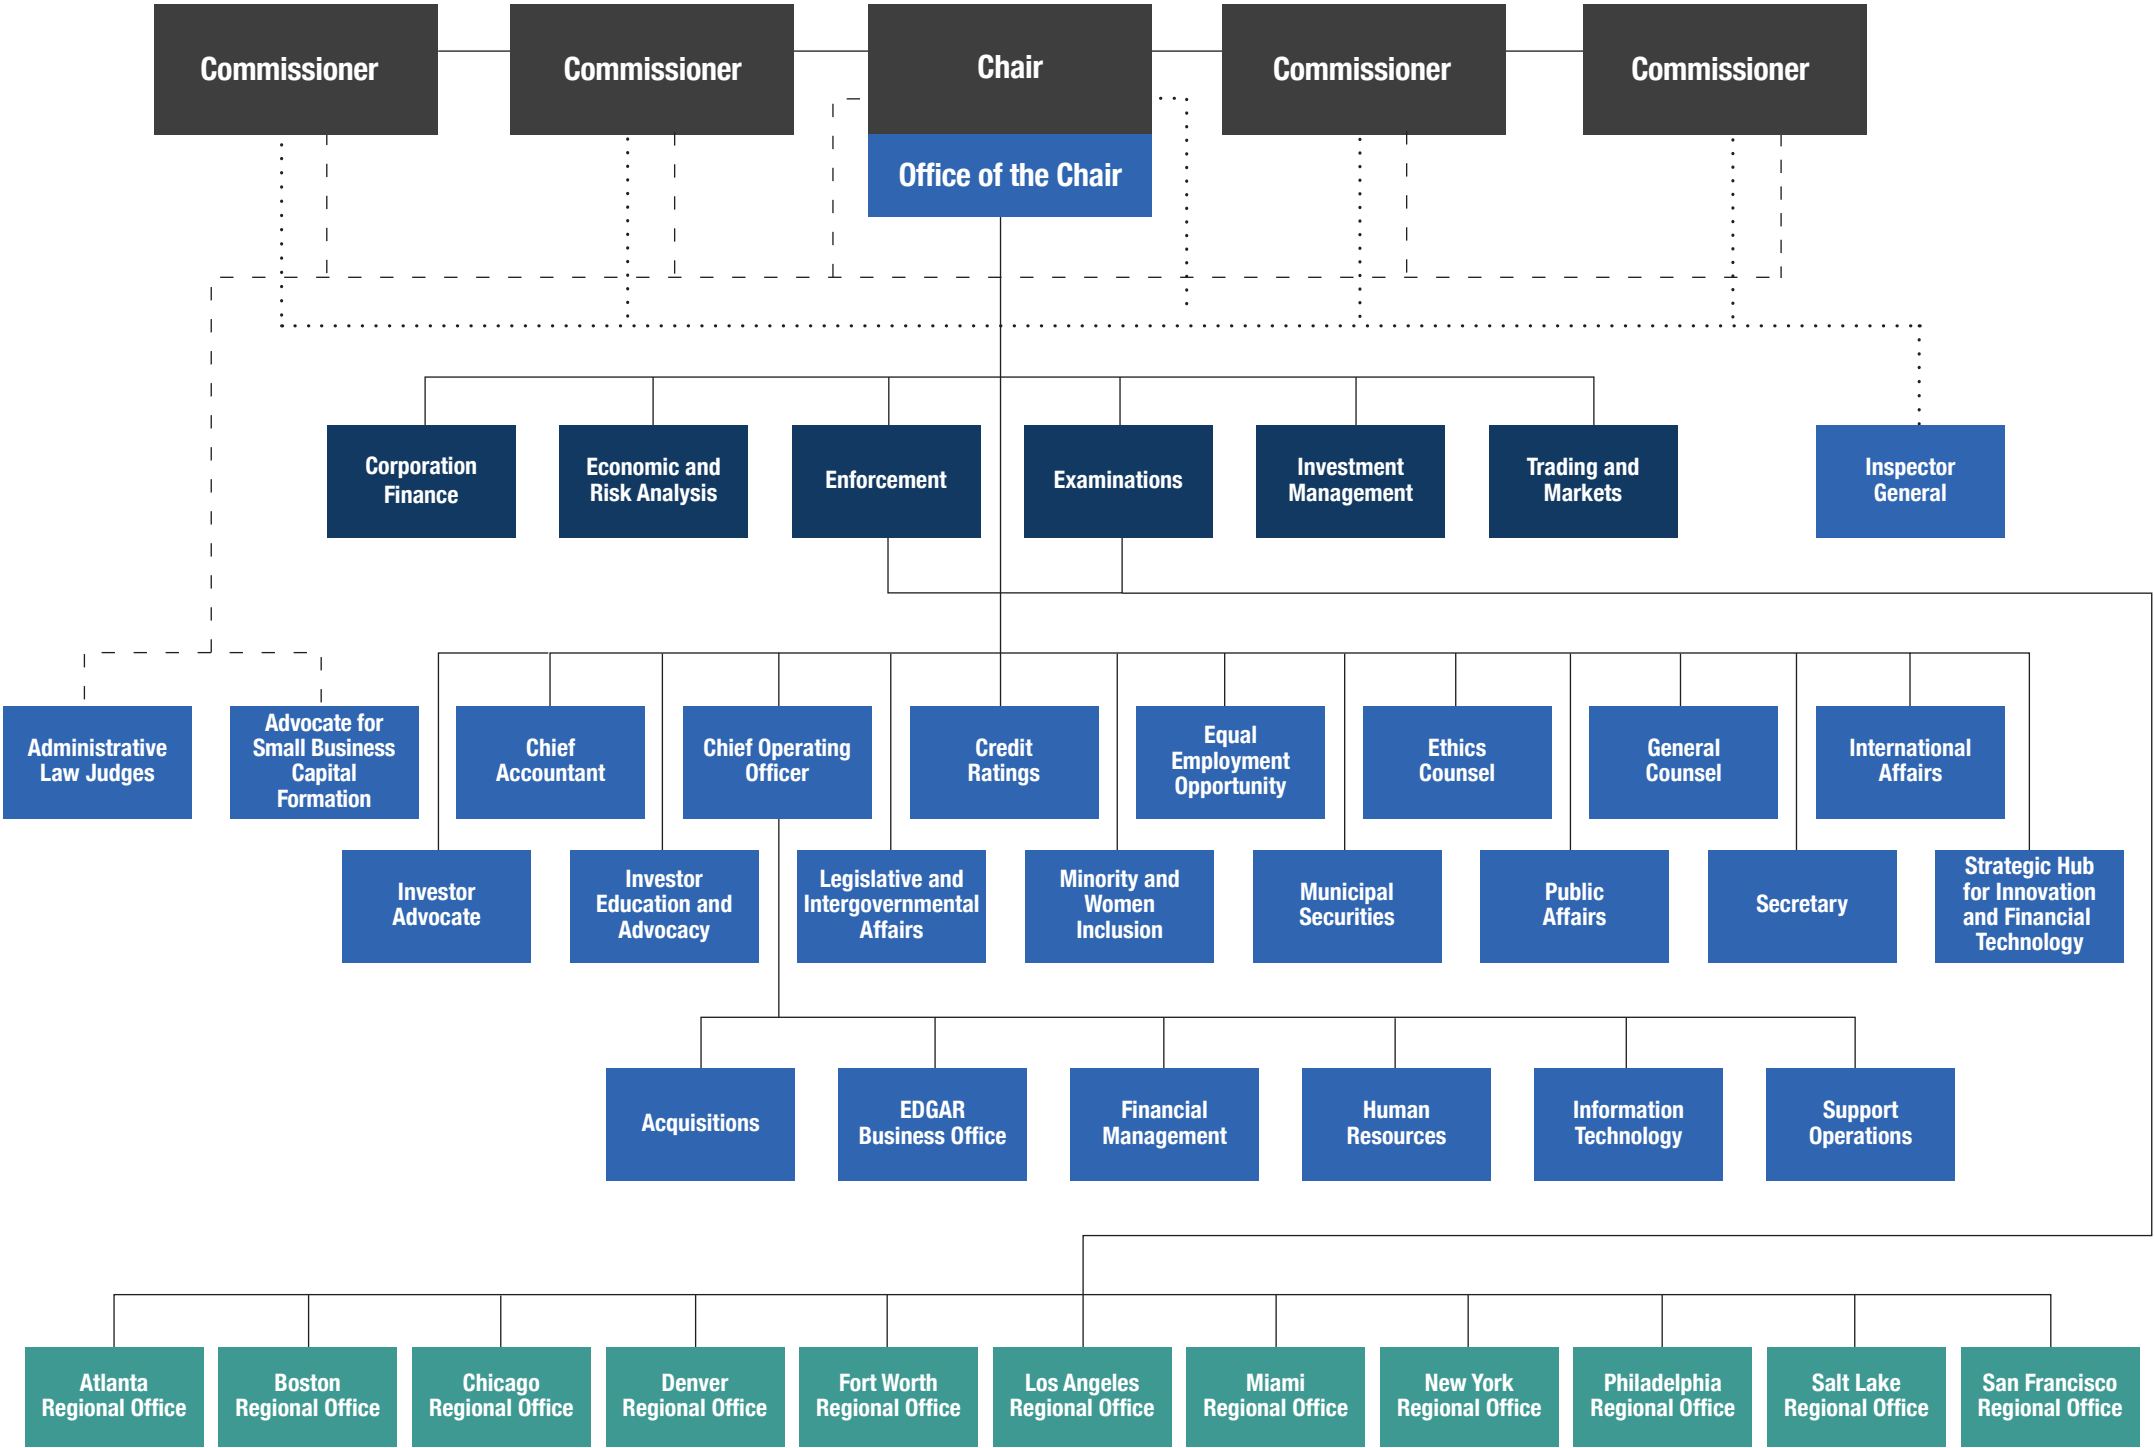 Commissioner
Commissioner
Chair
Commissioner
Commissioner
Office of the Chair
Corporation
Finance
Economic and
Risk Analysis
Enforcement
Examinations
Investment
Management
Trading and
Markets
Inspector
General
Administrative
Law Judges
Advocate for
Small Business
Capital
Formation
Chief
Accountant
Chief Operating
Officer
Credit
Ratings
Equal
Employment
Opportunity
Ethics
Counsel
General
Counsel
International
Affairs
Investor
Advocate
Investor
Education and
Advocacy
Legislative and
Intergovernmental
Affairs
Minority and
Women
Inclusion
Municipal
Securities
Public
Affairs
Secretary
Strategic Hub
for Innovation
and Financial
Technology
Acquisitions
EDGAR
Business Office
Financial
Management
Human
Resources
Information
Technology
Support
Operations
Atlanta
Regional Office
Boston
Regional Office
Chicago
Regional Office
Denver
Regional Office
Fort Worth
Regional Office
Los Angeles
Regional Office
Miami
Regional Office
New York
Regional Office
Philadelphia
Regional Office
Salt Lake
Regional Office
San Francisco
Regional Office